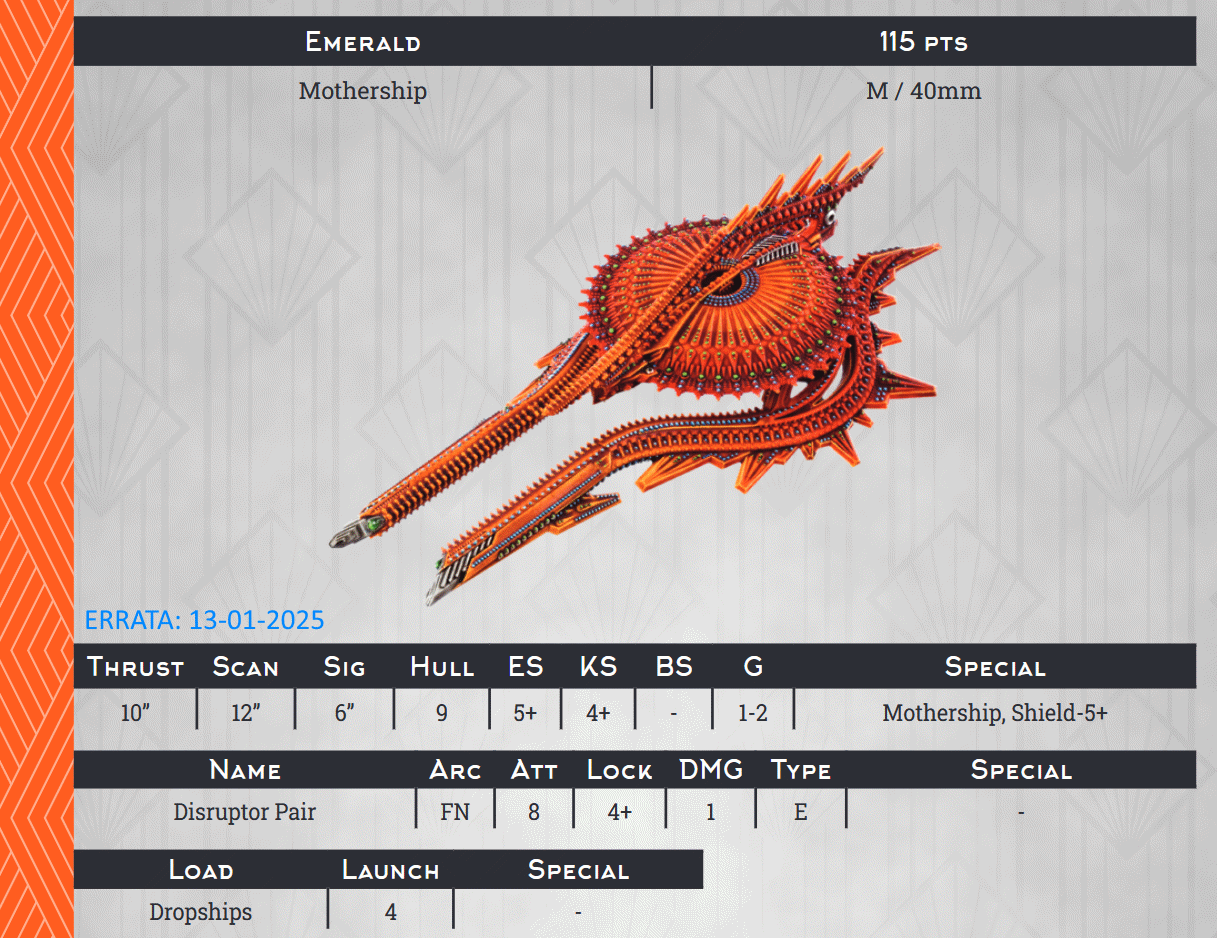 EMERALD 115 PTS
Mothership M / 40mm
ERRATA: 13-01-2025
THRUST SCAN SIG HULL ES KS BS G SPECIAL
10” 12” 6” 9 5+ 4+ - 1-2 Mothership, Shield-5+
NAME ARC ATT LOCK DMG TYPE SPECIAL
Disruptor Pair FN 8 4+ 1 E -
LOAD LAUNCH SPECIAL
Dropships 4 -